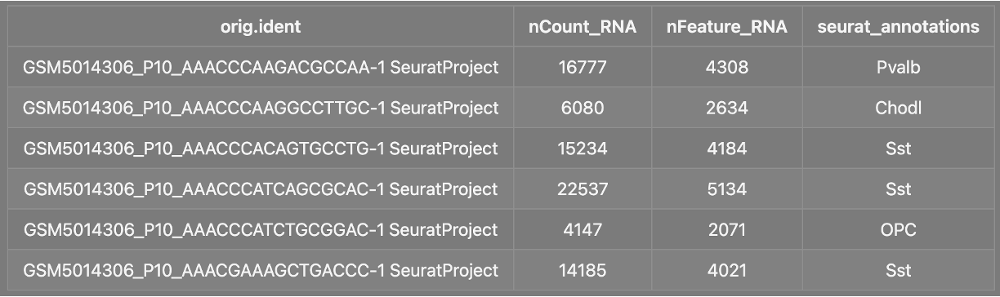 orig.ident nCount_RNA nFeature_RNA seurat_annotations
GSM5014306_P10_AAACCCAAGACGCCAA-1 SeuratProject 16777 4308 Pvalb
GSM5014306_P10_AAACCCAAGGCCTTGC-1 SeuratProject 6080 2634 Chodl
GSM5014306_P10_AAACCCACAGTGCCTG-1 SeuratProject 15234 4184 Sst
GSM5014306_P10_AAACCCATCAGCGCAC-1 SeuratProject 22537 5134 Sst
GSM5014306_P10_AAACCCATCTGCGGAC-1 SeuratProject 4147 2071 OPC
GSM5014306_P10_AAACGAAAGCTGACCC-1 SeuratProject 14185 4021 Sst